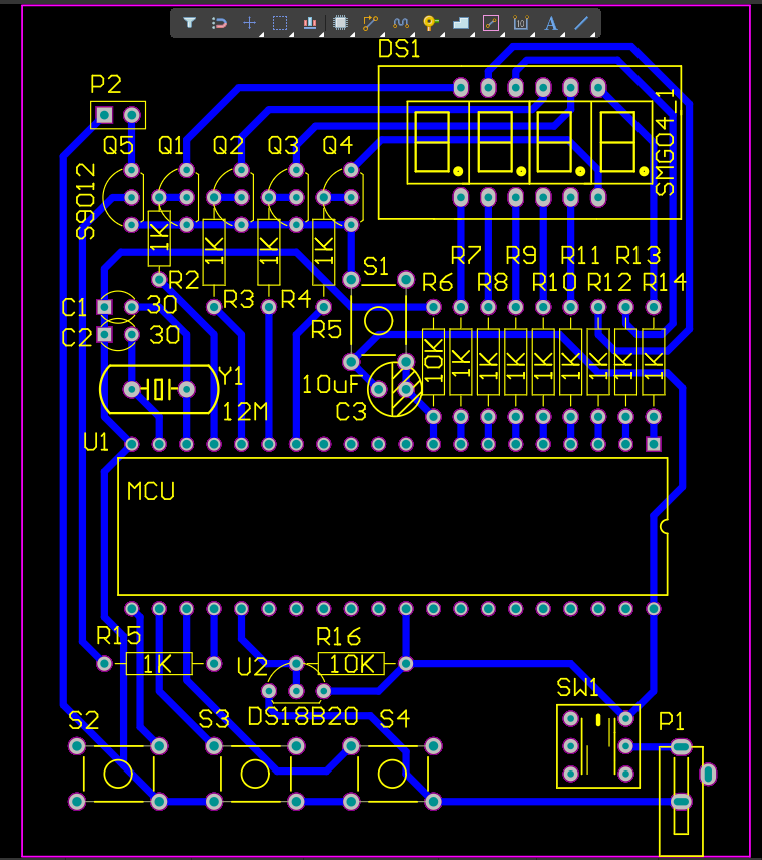 DS1
P2
SMG04_1
Q5 Q1 Q2 Q3 Q4
S9012
1K 1K 1K 1K
R7 R9 R11 R13
S1
R2
R6 R8 R10 R12 R14
R3 R4
C1 30
R5
C2 30
10K 1K 1K 1K 1K 1K 1K 1K 1K
Y1
10uF
12M
C3
U1
MCU
R15
R16
1K
U2
10K
SW1
DS18B20
S2 S3 S4
P1